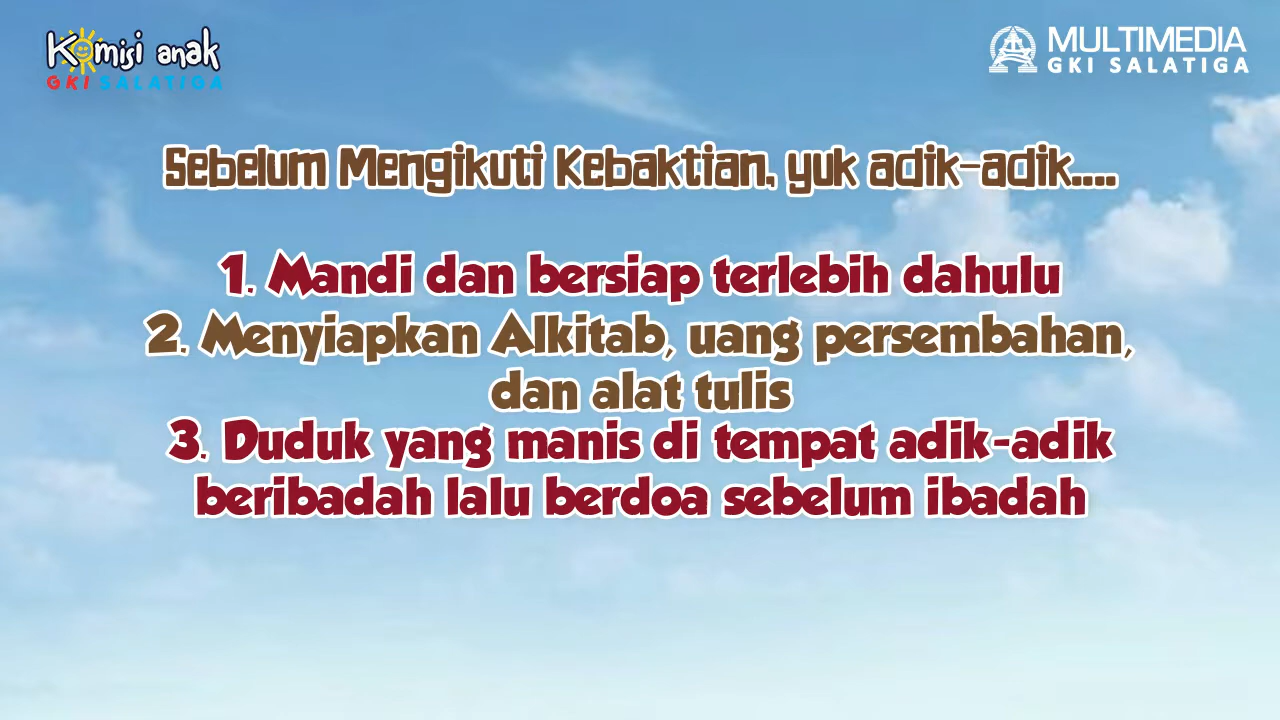 Komisi anak
GKI SALATIGA
MULTIMEDIA
GKI SALATIGA
Sebelum Mengikuti Kebaktian, yuk adik-adik....
1. Mandi dan bersiap terlebih dahulu
2. Menyiapkan Alkitab, uang persembahan,
dan alat tulis
3. Duduk yang manis di tempat adik-adik
beribadah lalu berdoa sebelum ibadah